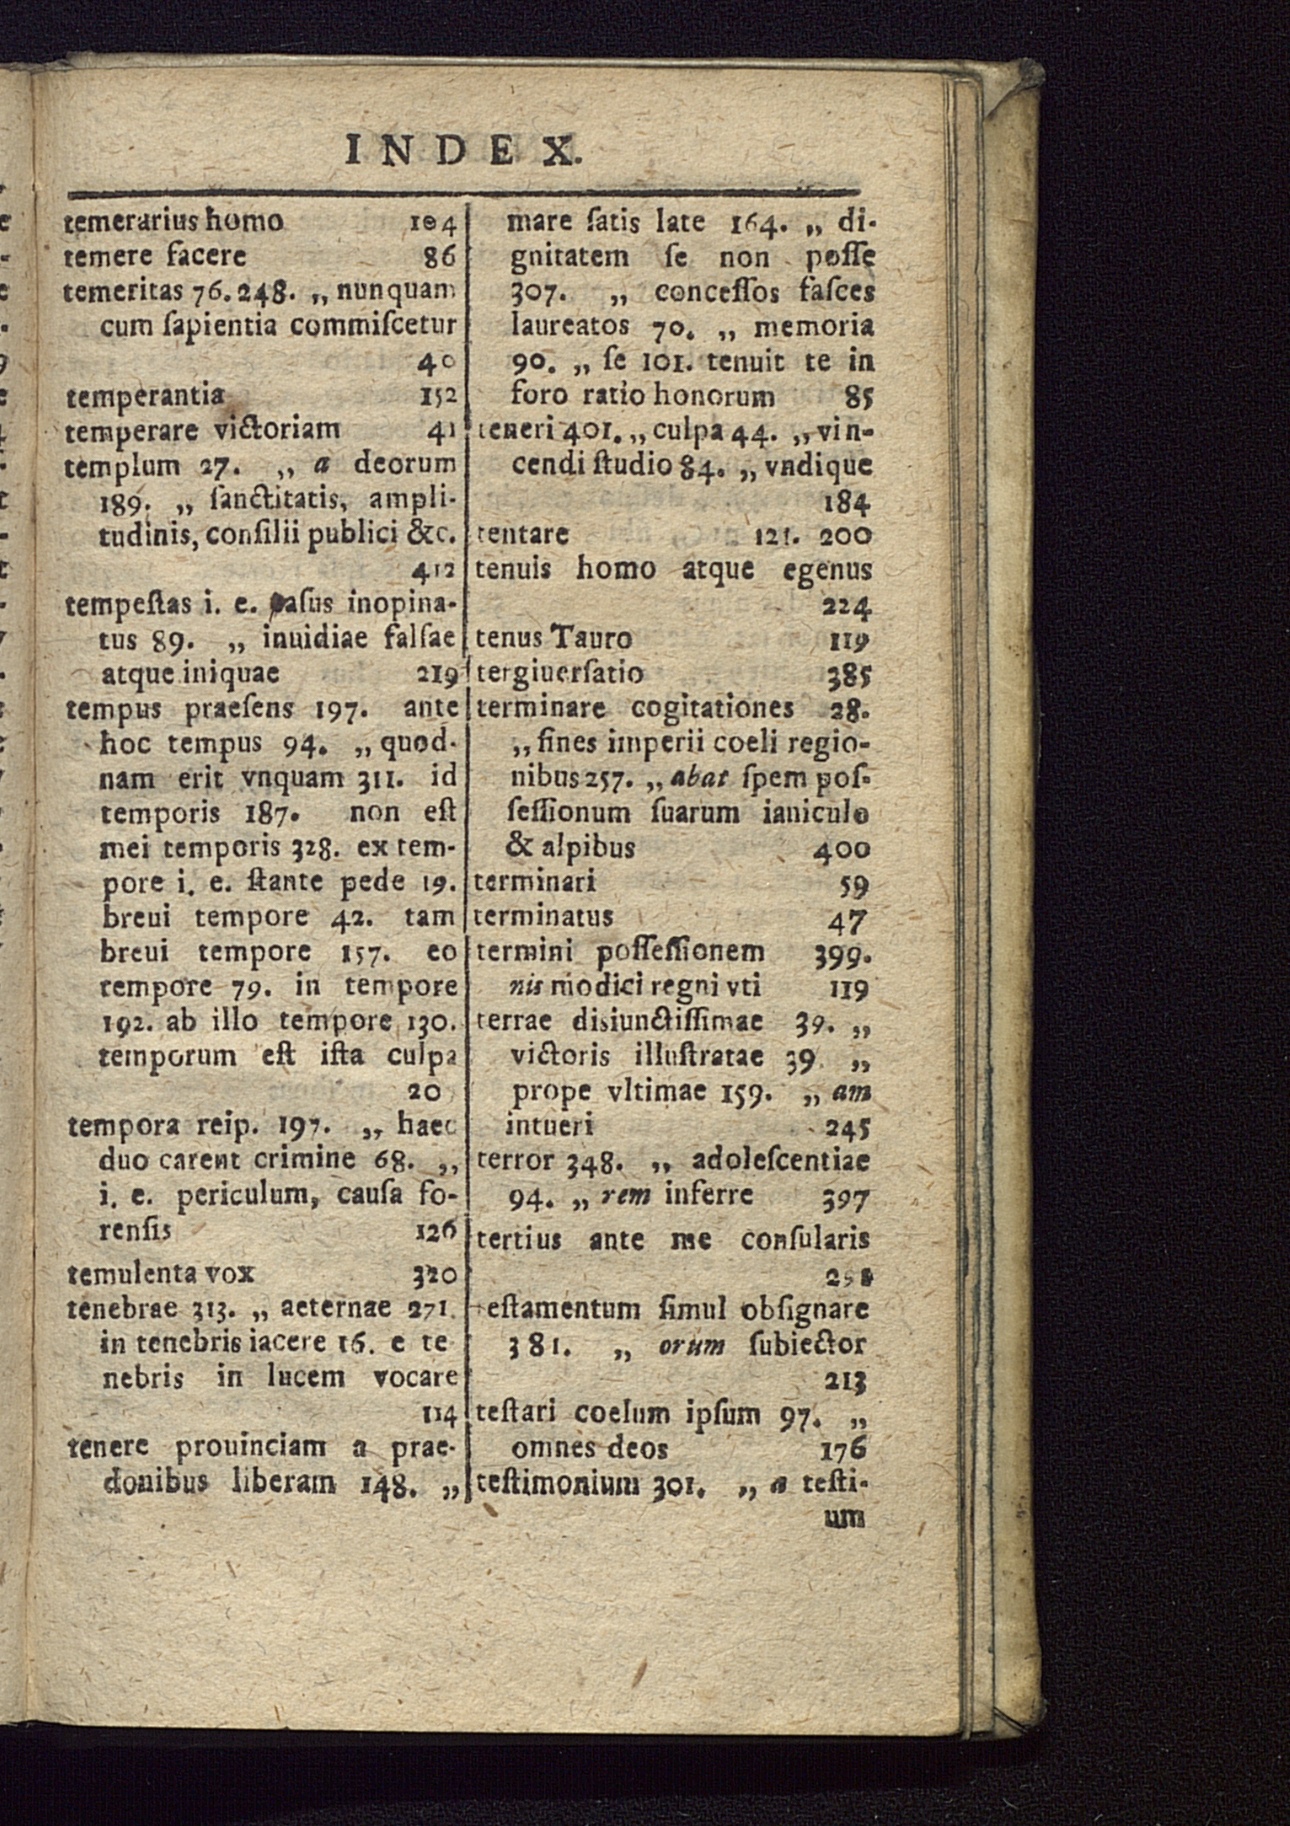 INDEX.
temerarius homo 104
temere facere 86
temeritas 76. 248. „ nunquam
cum ſapientia commiſcetur
40
temperantia 152
temperare victoriam 41
templum 27. „ a deorum
189. „ ſanctitatis, ampli-
tudinis, conſilii publici &c.
412
tempeſtas i. e. caſus inopina-
tus 89. „ inuidiae falſae
atque iniquae 219
tempus praeſens 197. ante
hoc tempus 94. „ quod-
nam erit vnquam 311. id
temporis 187. non eſt
mei temporis 328. ex tem-
pore i. e. ſtante pede 19.
breui tempore 42. tam
breui tempore 157. eo
tempore 79. in tempore
192. ab illo tempore 130.
temporum eſt iſta culpa
20
tempora reip. 197. „ haec
duo carent crimine 68. „
i. e. periculum, cauſa fo-
renſis 126
temulenta vox 320
tenebrae 313. „ aeternae 271.
in tenebris iacere 16. e te
nebris in lucem vocare
114
tenere prouinciam a prae-
donibus liberam 148. „
mare ſatis late 164. „ di-
gnitatem ſe non poſſe
307. „ conceſſos faſces
laureatos 70. „ memoria
90. „ ſe 101. tenuit te in
foro ratio honorum 85
teneri 401. „ culpa 44. „ vin-
cendi ſtudio 84. „ vndique
184
tentare 121. 200
tenuis homo atque egenus
224
tenus Tauro 119
tergiuerſatio 385
terminare cogitationes 28.
„ fines imperii coeli regio-
nibus 257. „ abat ſpem poſ-
ſeſſionum ſuarum ianiculo
& alpibus 400
terminari 59
terminatus 47
termini poſſeſſionem 399.
nis modici regni vti 119
terrae disiunctiſſimae 39. „
victoris illuſtratae 39 „
prope vltimae 159. „ am
intueri 245
terror 348. „ adoleſcentiae
94. „ rem inferre 397
tertius ante me conſularis
teſtamentum ſimul obſignare
381. „ orum ſubiector
213
teſtari coelum ipſum 97. „
omnes deos 176
teſtimonium 301. „ a teſti-
um